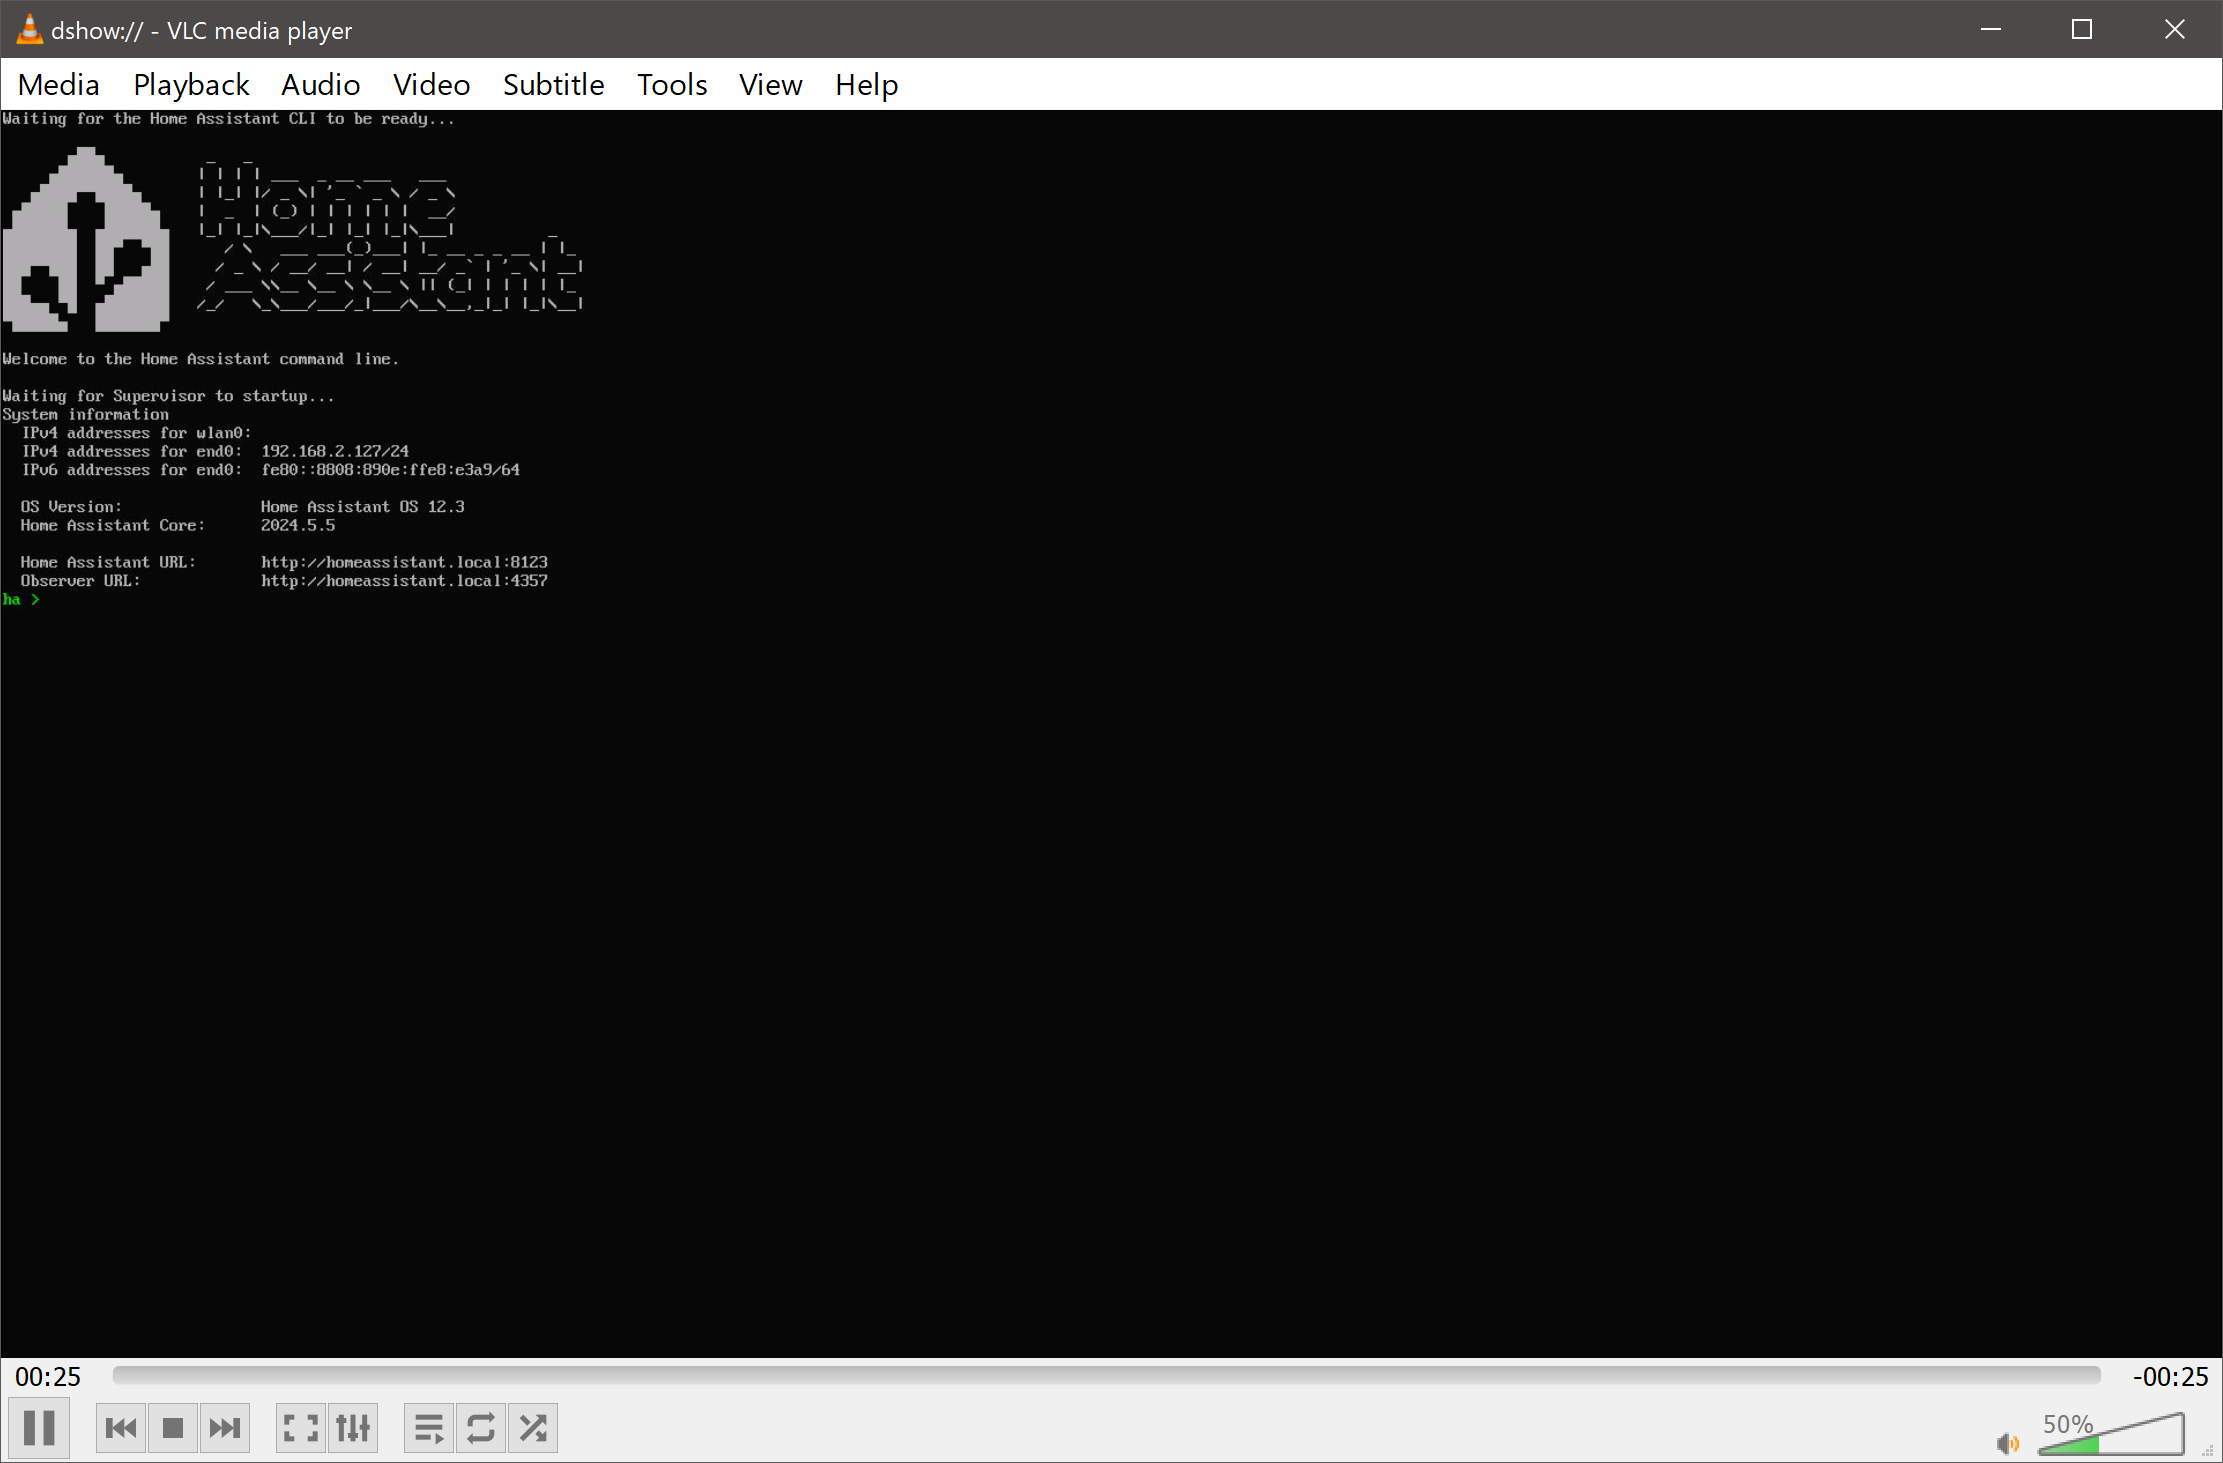 dshow:// - VLC media player
Media Playback Audio Video Subtitle Tools View Help
Waiting for the Home Assistant CLI to be ready...
Home
Assistant
Welcome to the Home Assistant command line.
Waiting for Supervisor to startup...
System information
IPv4 addresses for wlan0:
IPv4 addresses for end0: 192.168.2.127/24
IPv6 addresses for end0: fe80::8808:890e:ffe8:e3a9/64
OS Version: Home Assistant OS 12.3
Home Assistant Core: 2024.5.5
Home Assistant URL: http://homeassistant.local:8123
Observer URL: http://homeassistant.local:4357
ha >
00:25 -00:25
50%